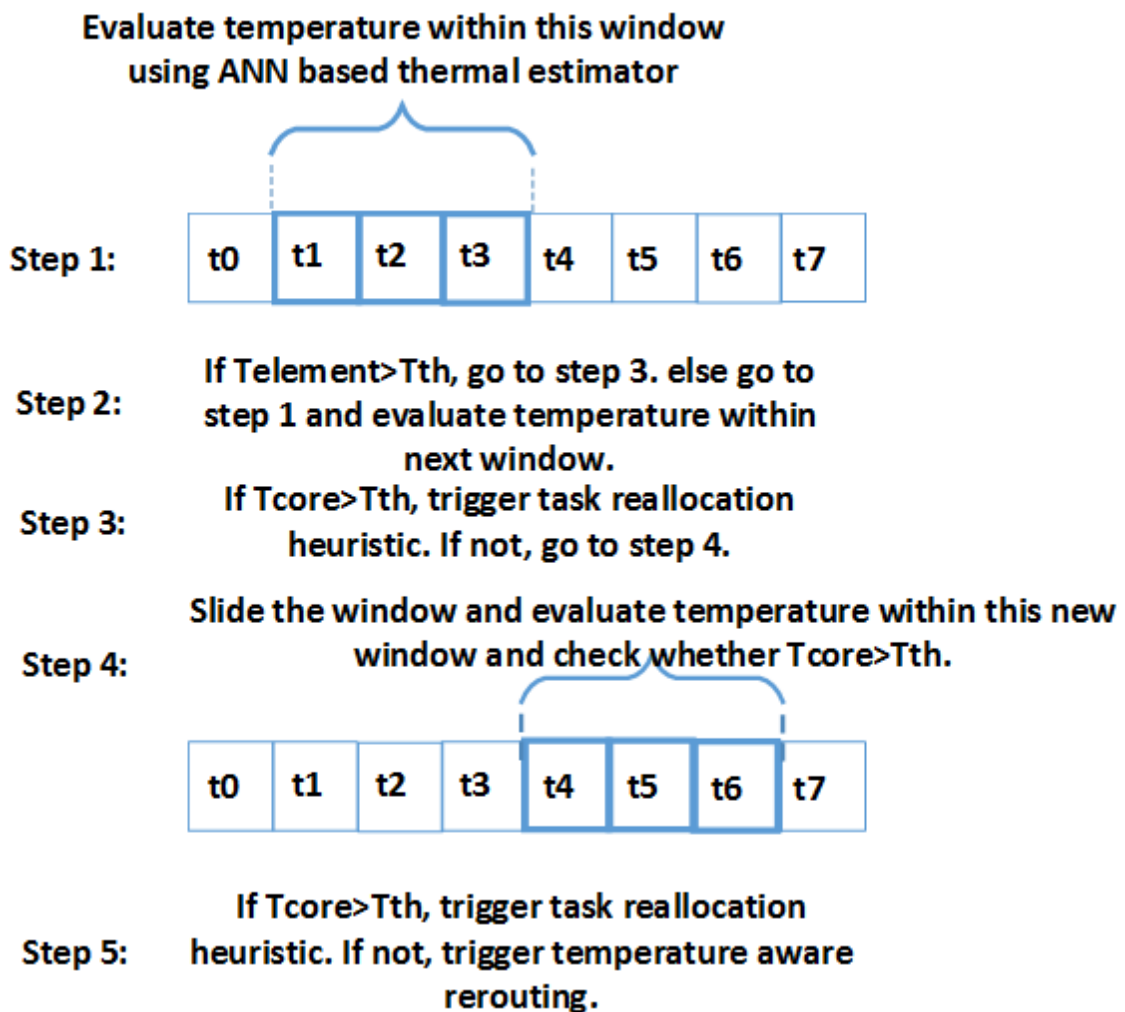 Evaluate temperature within this window
using ANN based thermal estimator
Step 1:
t0 t1 t2 t3 t4 t5 t6 t7
Step 2:
If Telement>Tth, go to step 3. else go to
step 1 and evaluate temperature within
next window.
Step 3:
If Tcore>Tth, trigger task reallocation
heuristic. If not, go to step 4.
Step 4:
Slide the window and evaluate temperature within this new
window and check whether Tcore>Tth.
t0 t1 t2 t3 t4 t5 t6 t7
Step 5:
If Tcore>Tth, trigger task reallocation
heuristic. If not, trigger temperature aware
rerouting.